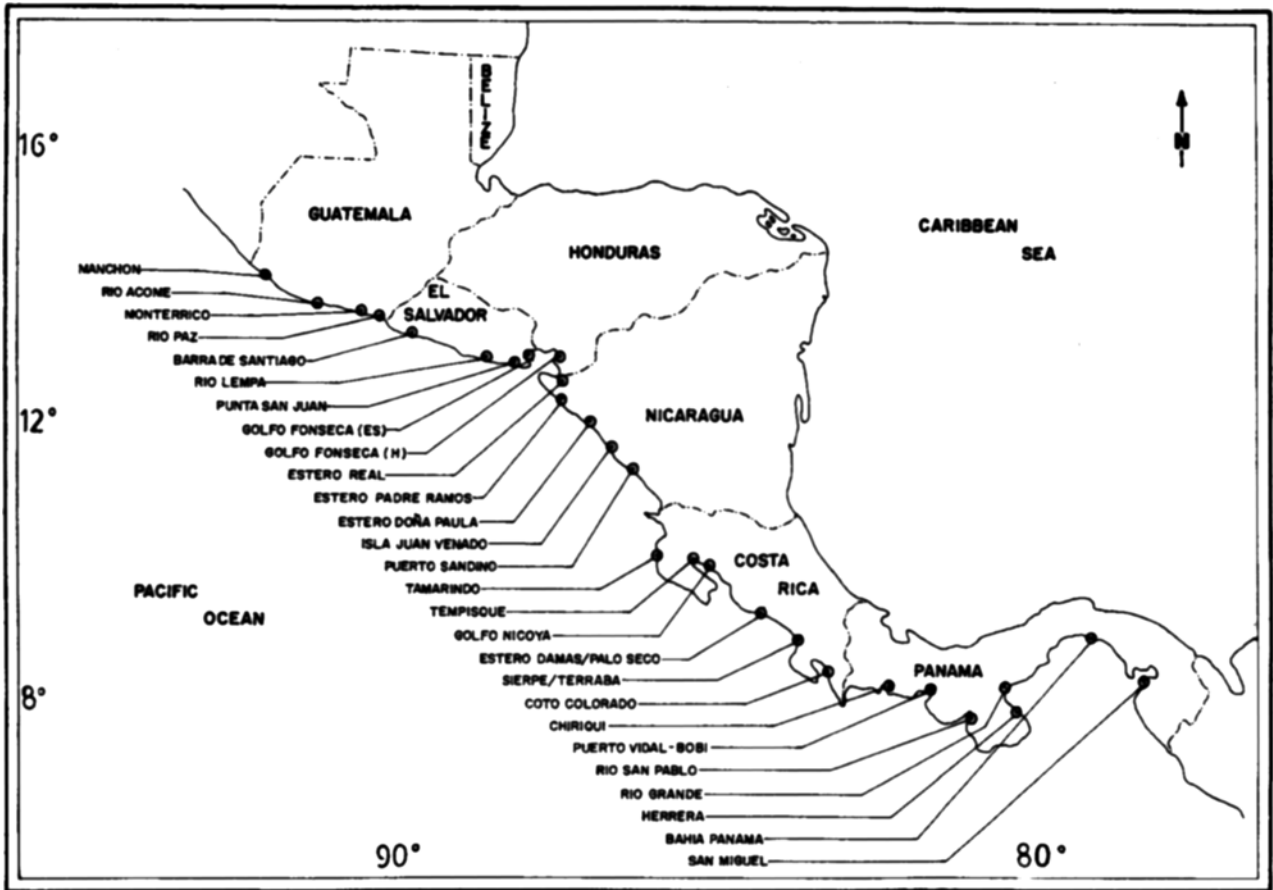 BELIZE
16°
N
GUATEMALA
CARIBBEAN
SEA
HONDURAS
MANCHON
RIO ACOME
EL
SALVADOR
MONTERRICO
RIO PAZ
BARRA DE SANTIAGO
RIO LEMPA
PUNTA SAN JUAN
12°
NICARAGUA
GOLFO FONSECA (ES)
GOLFO FONSECA (H)
ESTERO REAL
ESTERO PADRE RAMOS
ESTERO DOÑA PAULA
ISLA JUAN VENADO
PUERTO SANDINO
COSTA
RICA
TAMARINDO
PACIFIC
OCEAN
TEMPISQUE
GOLFO NICOYA
ESTERO DAMAS/PALO SECO
SIERPE/TERRABA
PANAMA
8°
COTO COLORADO
CHIRIQUI
PUERTO VIDAL-BOBI
RIO SAN PABLO
RIO GRANDE
HERRERA
BAHIA PANAMA
SAN MIGUEL
90°
80°